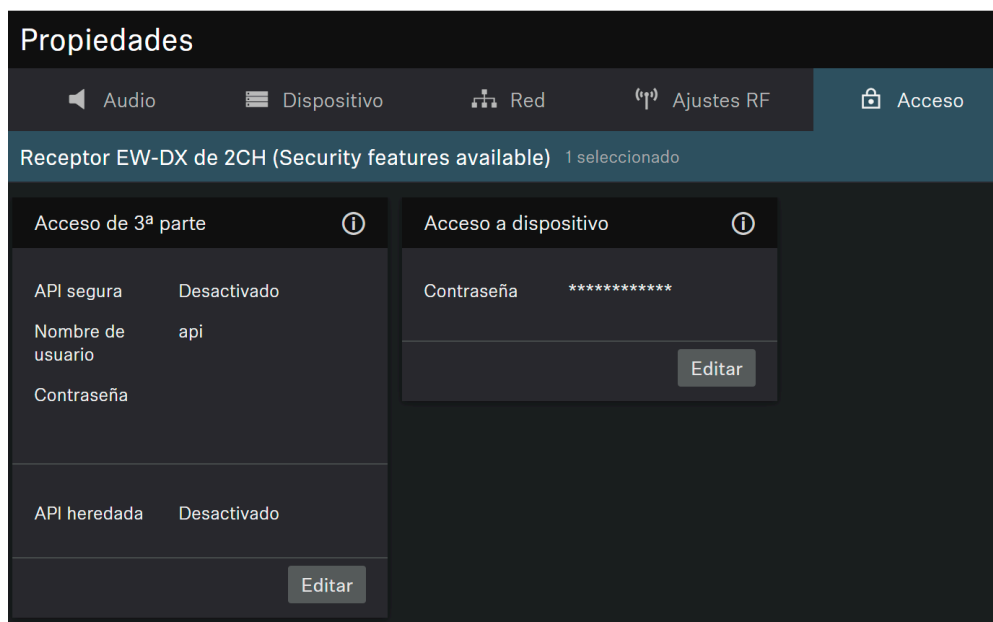 Propiedades
Audio
Dispositivo
Red
Ajustes RF
Acceso
Receptor EW-DX de 2CH (Security features available) 1 seleccionado
Acceso de 3ª parte
API segura Desactivado
Nombre de
usuario
api
Contraseña
API heredada Desactivado
Editar
Acceso a dispositivo
Contraseña ************
Editar